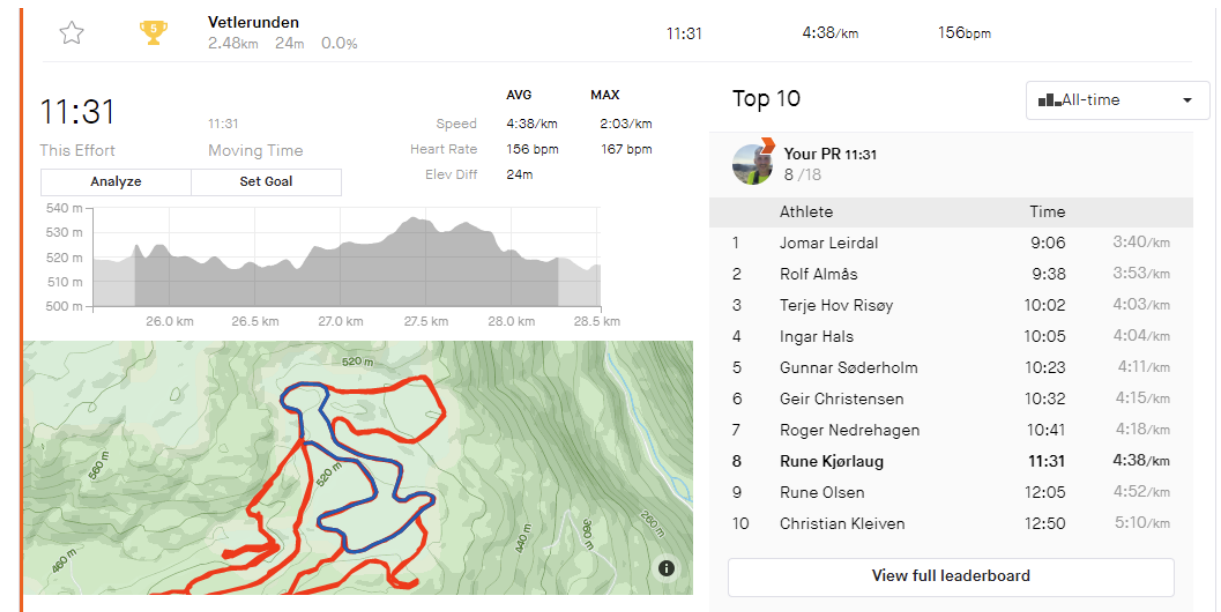 5
Vetlerunden
2.48km 24m 0.0%
11:31 4:38/km 156bpm
11:31
This Effort
11:31
Moving Time
AVG MAX
Speed 4:38/km 2:03/km
Heart Rate 156 bpm 167 bpm
Elev Diff 24m
Analyze Set Goal
540 m
530 m
520 m
510 m
500 m
26.0 km 26.5 km 27.0 km 27.5 km 28.0 km 28.5 km
520 m
560 m
520 m
440 m
360 m
260 m
460 m
i
Top 10
All-time
Your PR 11:31
8 /18
Athlete Time
1 Jomar Leirdal 9:06 3:40/km
2 Rolf Almås 9:38 3:53/km
3 Terje Hov Risøy 10:02 4:03/km
4 Ingar Hals 10:05 4:04/km
5 Gunnar Søderholm 10:23 4:11/km
6 Geir Christensen 10:32 4:15/km
7 Roger Nedrehagen 10:41 4:18/km
8 Rune Kjørlaug 11:31 4:38/km
9 Rune Olsen 12:05 4:52/km
10 Christian Kleiven 12:50 5:10/km
View full leaderboard